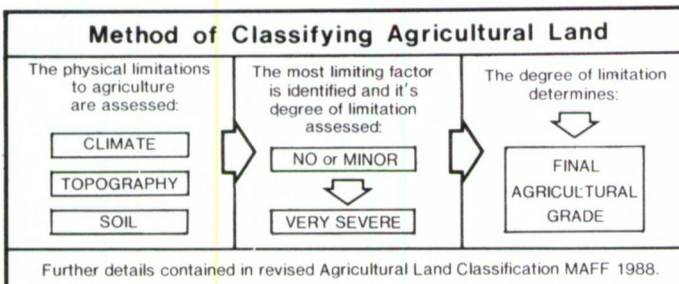 Method of Classifying Agricultural Land
The physical limitations
to agriculture
are assessed:
CLIMATE
TOPOGRAPHY
SOIL
The most limiting factor
is identified and it's
degree of limitation
assessed:
NO or MINOR
VERY SEVERE
The degree of limitation
determines:
FINAL
AGRICULTURAL
GRADE
Further details contained in revised Agricultural Land Classification MAFF 1988.